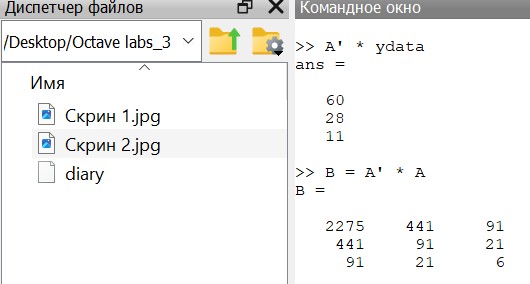 Диспетчер файлов
/Desktop/Octave labs_3
Имя
Скрин 1.jpg
Скрин 2.jpg
diary
Командное окно
>> A' * ydata
ans =
60
28
11
>> B = A' * A
B =
2275 441 91
441 91 21
91 21 6